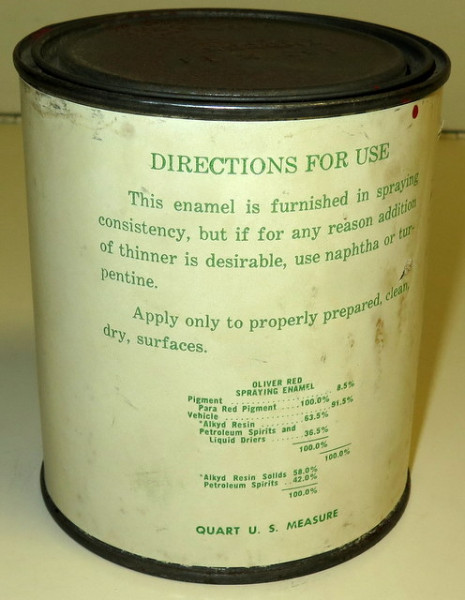 DIRECTIONS FOR USE
This enamel is furnished in spraying
consistency, but if for any reason addition
of thinner is desirable, use naphtha or tur-
pentine.
Apply only to properly prepared, clean,
dry, surfaces.
OLIVER RED
SPRAYING ENAMEL
Pigment .................... 8.5%
Para Red Pigment ....100.0%
Vehicle .................... 91.5%
*Alkyd Resin ........ 63.5%
Petroleum Spirits and
Liquid Driers ...... 36.5%
100.0%
100.0%
*Alkyd Resin Solids 58.0%
Petroleum Spirits ..42.0%
100.0%
QUART U. S. MEASURE